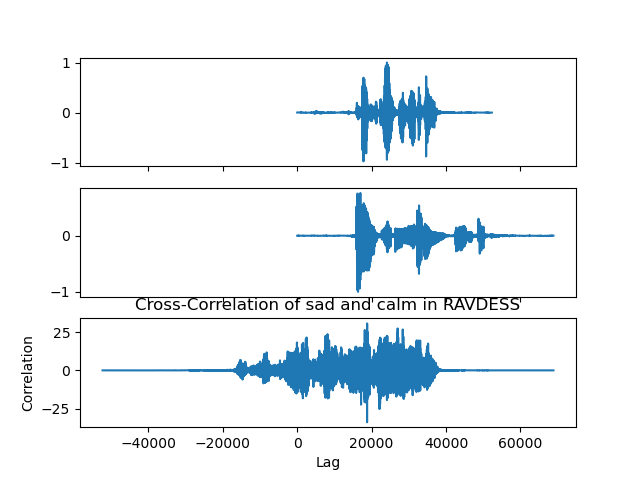 1
0
−1
0
−1
Cross-Correlation of sad and calm in RAVDESS
25
0
−25
Correlation
−40000 −20000 0 20000 40000 60000
Lag